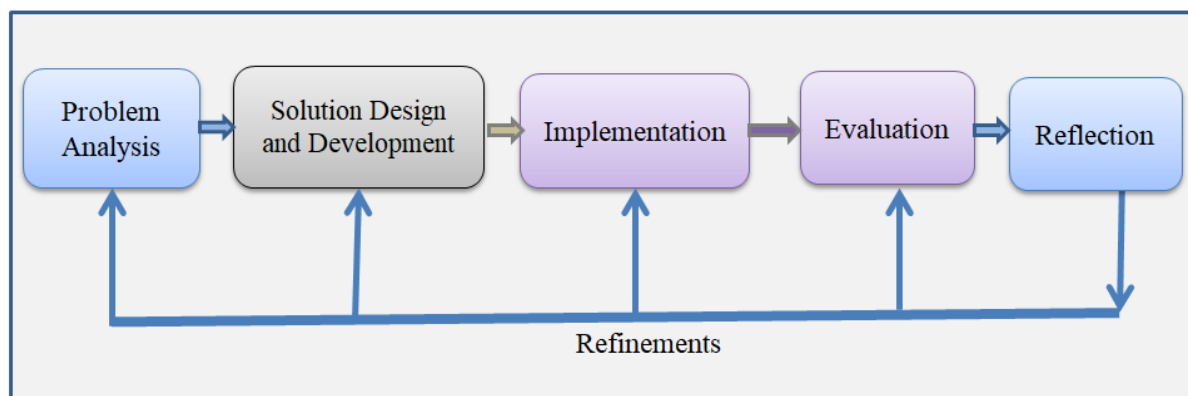 Problem
Analysis
Solution Design
and Development
Implementation
Evaluation
Reflection
Refinements